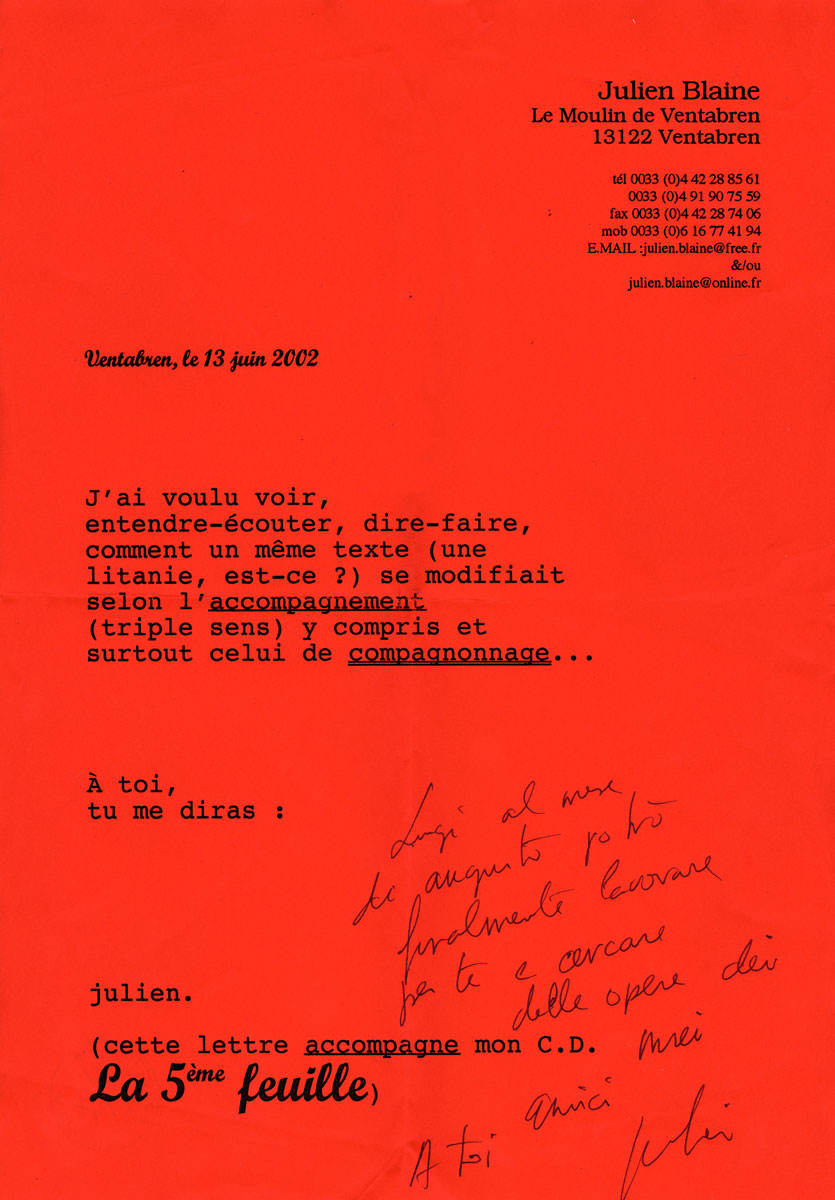 Julien Blaine
Le Moulin de Ventabren
13122 Ventabren
tél 0033 (0)4 42 28 85 61
0033 (0)4 91 90 75 59
fax 0033 (0)4 42 28 74 06
mob 0033 (0)6 16 77 41 94
E.MAIL :julien.blaine@free.fr
&/ou
julien.blaine@online.fr
Ventabren, le 13 juin 2002
J'ai voulu voir,
entendre-écouter, dire-faire,
comment un même texte (une
litanie, est-ce ?) se modifiait
selon l'accompagnement
(triple sens) y compris et
surtout celui de compagnonnage...
À toi,
tu me diras :
Luigi al mese
di augusto potrò
finalmente lavorare
per te e cercare
delle opere dei
miei
amici
A toi
julien
julien.
(cette lettre accompagne mon C.D.
La 5ème feuille)